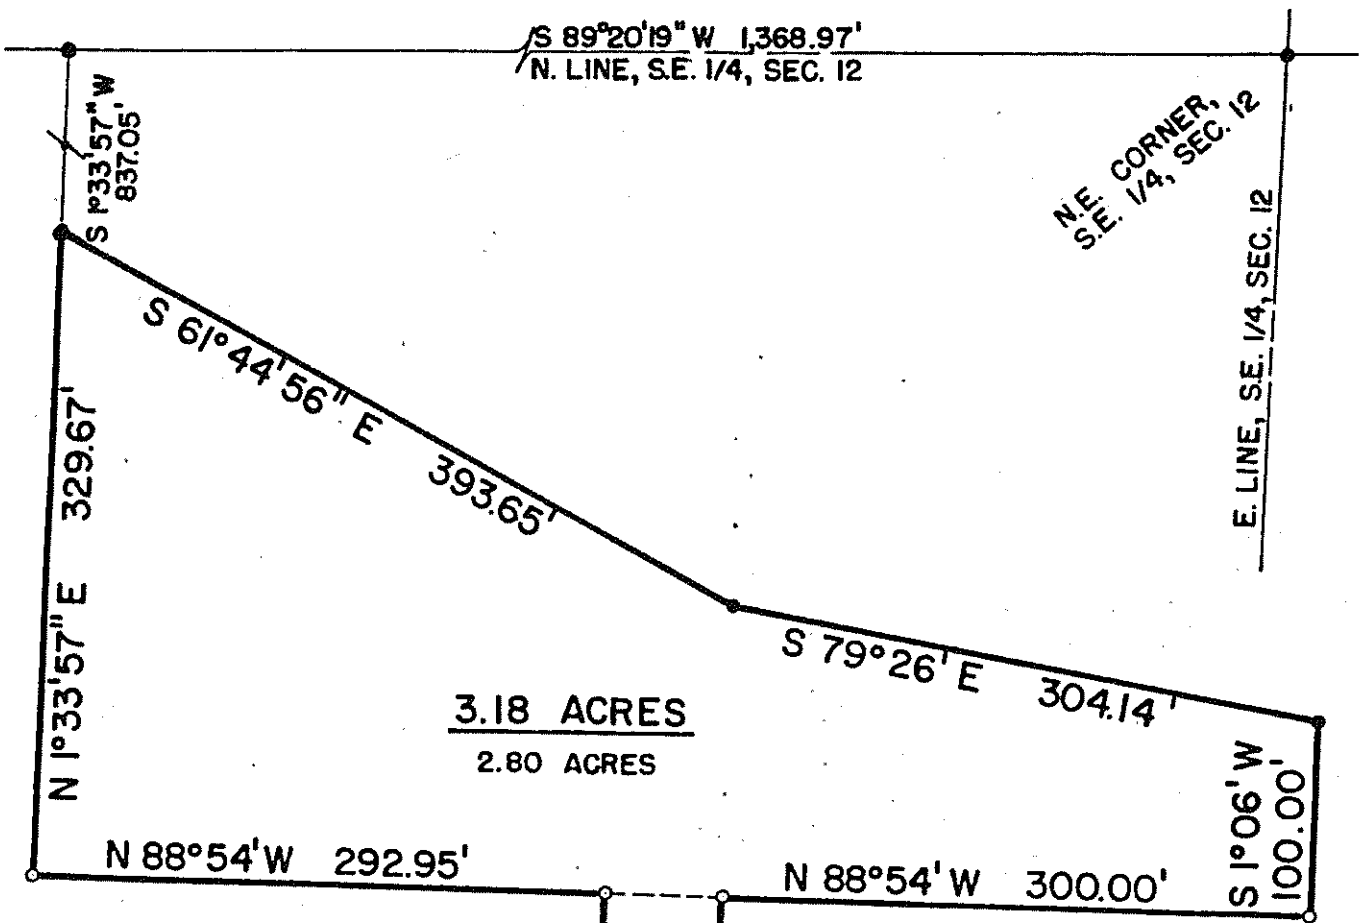 S 89°20'19" W 1,368.97'
N. LINE, S.E. 1/4, SEC. 12
S 1°33'57" W
837.05'
N.E. CORNER,
S.E. 1/4, SEC. 12
E. LINE, S.E. 1/4, SEC. 12
S 61°44'56" E 393.65'
N 1°33'57" E 329.67'
S 79°26' E 304.14'
3.18 ACRES
2.80 ACRES
S 1°06' W
100.00'
N 88°54' W 292.95'
N 88°54' W 300.00'